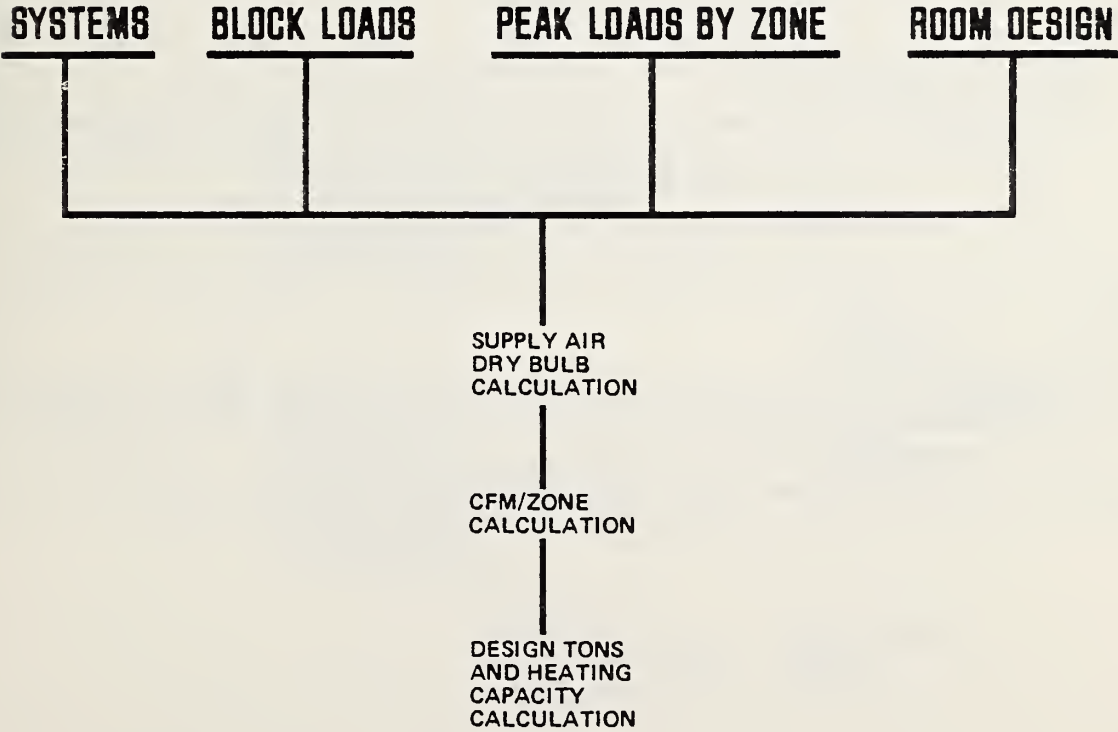 SYSTEMS BLOCK LOADS PEAK LOADS BY ZONE ROOM DESIGN
SUPPLY AIR
DRY BULB
CALCULATION
CFM/ZONE
CALCULATION
DESIGN TONS
AND HEATING
CAPACITY
CALCULATION